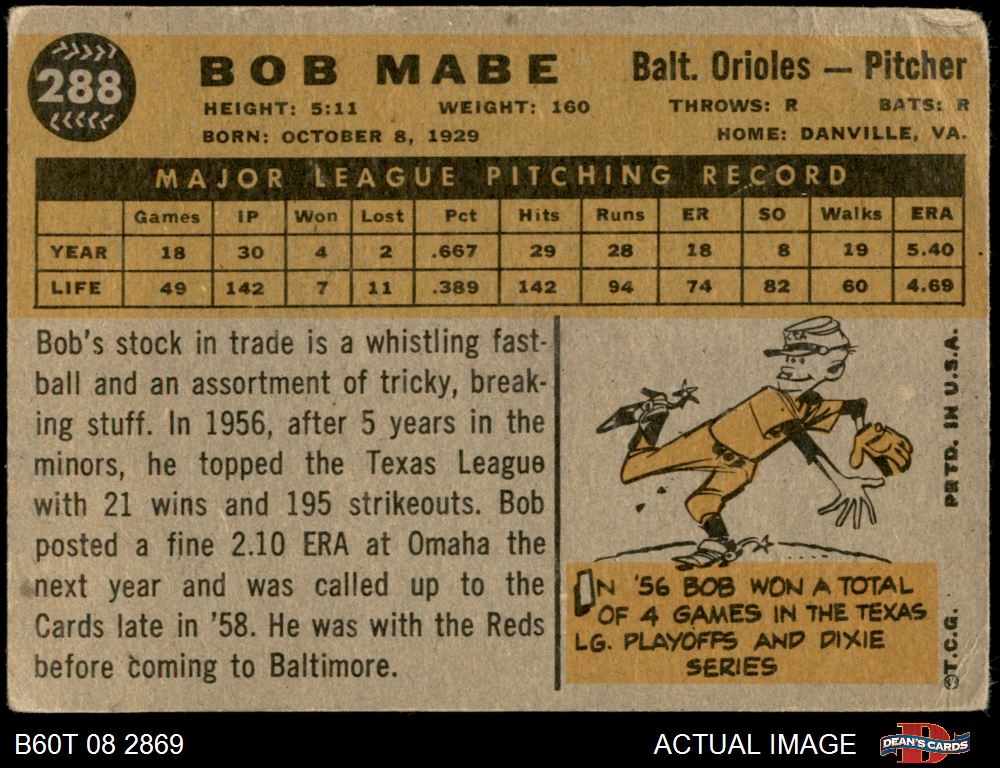 288
BOB MABE
Balt. Orioles — Pitcher
HEIGHT: 5:11 WEIGHT: 160 THROWS: R BATS: R
BORN: OCTOBER 8, 1929 HOME: DANVILLE, VA.
MAJOR LEAGUE PITCHING RECORD
Games IP Won Lost Pct Hits Runs ER SO Walks ERA
YEAR 18 30 4 2 .667 29 28 18 8 19 5.40
LIFE 49 142 7 11 .389 142 94 74 82 60 4.69
Bob's stock in trade is a whistling fast-
ball and an assortment of tricky, break-
ing stuff. In 1956, after 5 years in the
minors, he topped the Texas League
with 21 wins and 195 strikeouts. Bob
posted a fine 2.10 ERA at Omaha the
next year and was called up to the
Cards late in '58. He was with the Reds
before coming to Baltimore.
IN '56 BOB WON A TOTAL
OF 4 GAMES IN THE TEXAS
LG. PLAYOFFS AND DIXIE
SERIES
©T.C.G. PRTD. IN U.S.A.
B60T 08 2869
ACTUAL IMAGE
DEAN'S CARDS